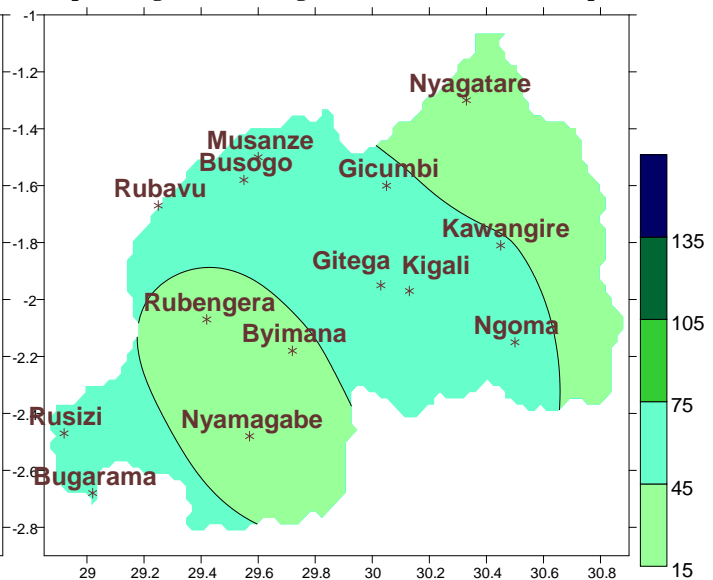 -1
Nyagatare
-1.2
-1.4
Musanze
Busogo
Gicumbi
-1.6
Rubavu
Kawangire
-1.8
135
Gitega
Kigali
-2
Rubengera
Ngoma
105
Byimana
-2.2
75
Rusizi
Nyamagabe
-2.6
Bugarama
45
-2.8
15
29
29.2
29.4
29.6
29.8
30
30.2
30.4
30.6
30.8